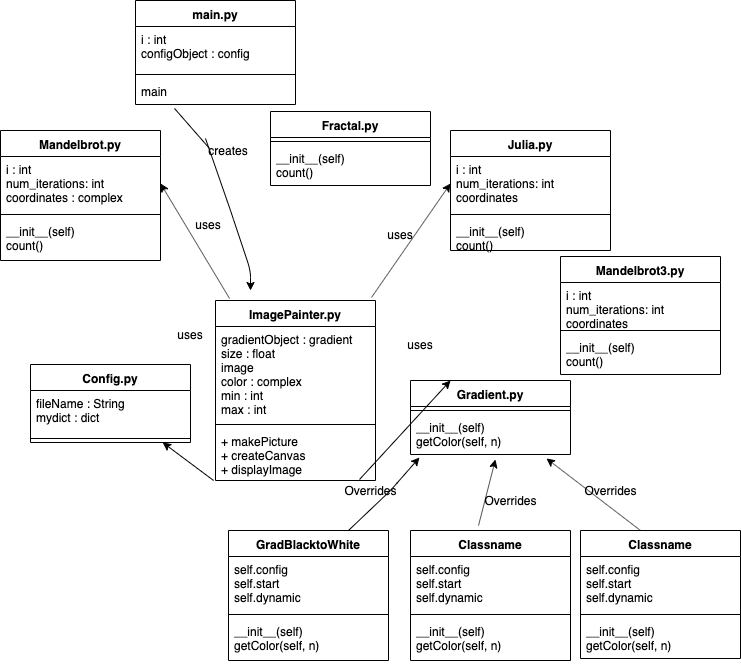 main.py
i : int
configObject : config
main
creates
Fractal.py
__init__(self)
count()
Mandelbrot.py
i : int
num_iterations: int
coordinates : complex
__init__(self)
count()
Julia.py
i : int
num_iterations: int
coordinates
__init__(self)
count()
uses
uses
Mandelbrot3.py
i : int
num_iterations: int
coordinates
__init__(self)
count()
ImagePainter.py
gradientObject : gradient
size : float
image
color : complex
min : int
max : int
+ makePicture
+ createCanvas
+ displayImage
uses
uses
Config.py
fileName : String
mydict : dict
Gradient.py
__init__(self)
getColor(self, n)
Overrides
Overrides
Overrides
GradBlacktoWhite
self.config
self.start
self.dynamic
__init__(self)
getColor(self, n)
Classname
self.config
self.start
self.dynamic
__init__(self)
getColor(self, n)
Classname
self.config
self.start
self.dynamic
__init__(self)
getColor(self, n)